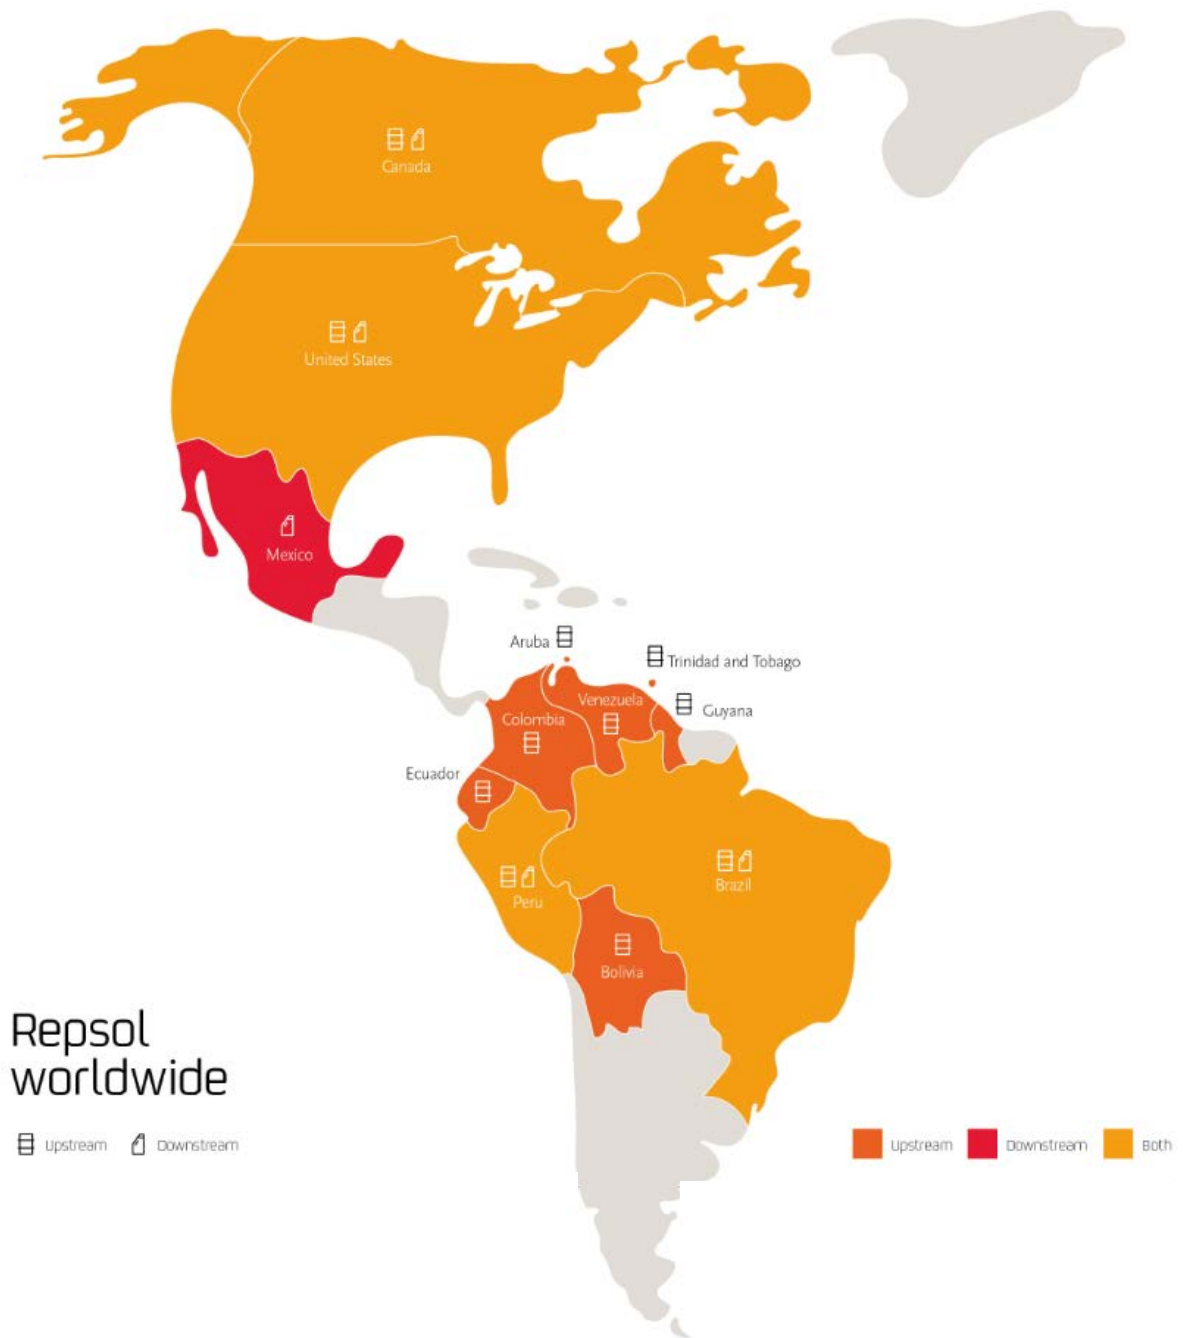 Canada
United States
Mexico
Aruba
Trinidad and Tobago
Venezuela
Guyana
Colombia
Ecuador
Brazil
Peru
Bolivia
Repsol
worldwide
Upstream Downstream
Upstream Downstream Both